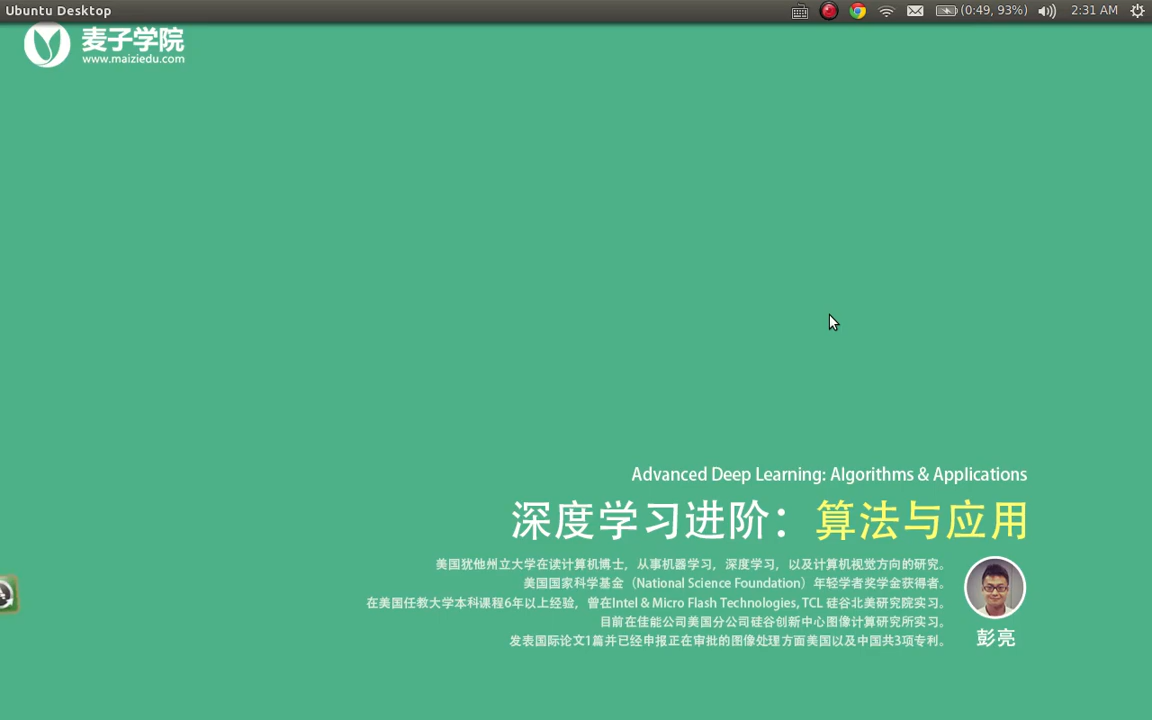 Ubuntu Desktop
(0:49, 93%)
2:31 AM
麦子学院
www.maiziedu.com
Advanced Deep Learning: Algorithms & Applications
深度学习进阶：算法与应用
美国犹他州立大学在读计算机博士，从事机器学习，深度学习，以及计算机视觉方向的研究。
美国国家科学基金（National Science Foundation）年轻学者奖学金获得者。
在美国任教大学本科课程6年以上经验，曾在Intel & Micro Flash Technologies, TCL 硅谷北美研究院实习。
目前在佳能公司美国分公司硅谷创新中心图像计算研究所实习。
发表国际论文1篇并已经申报正在审批的图像处理方面美国以及中国共3项专利。
彭亮